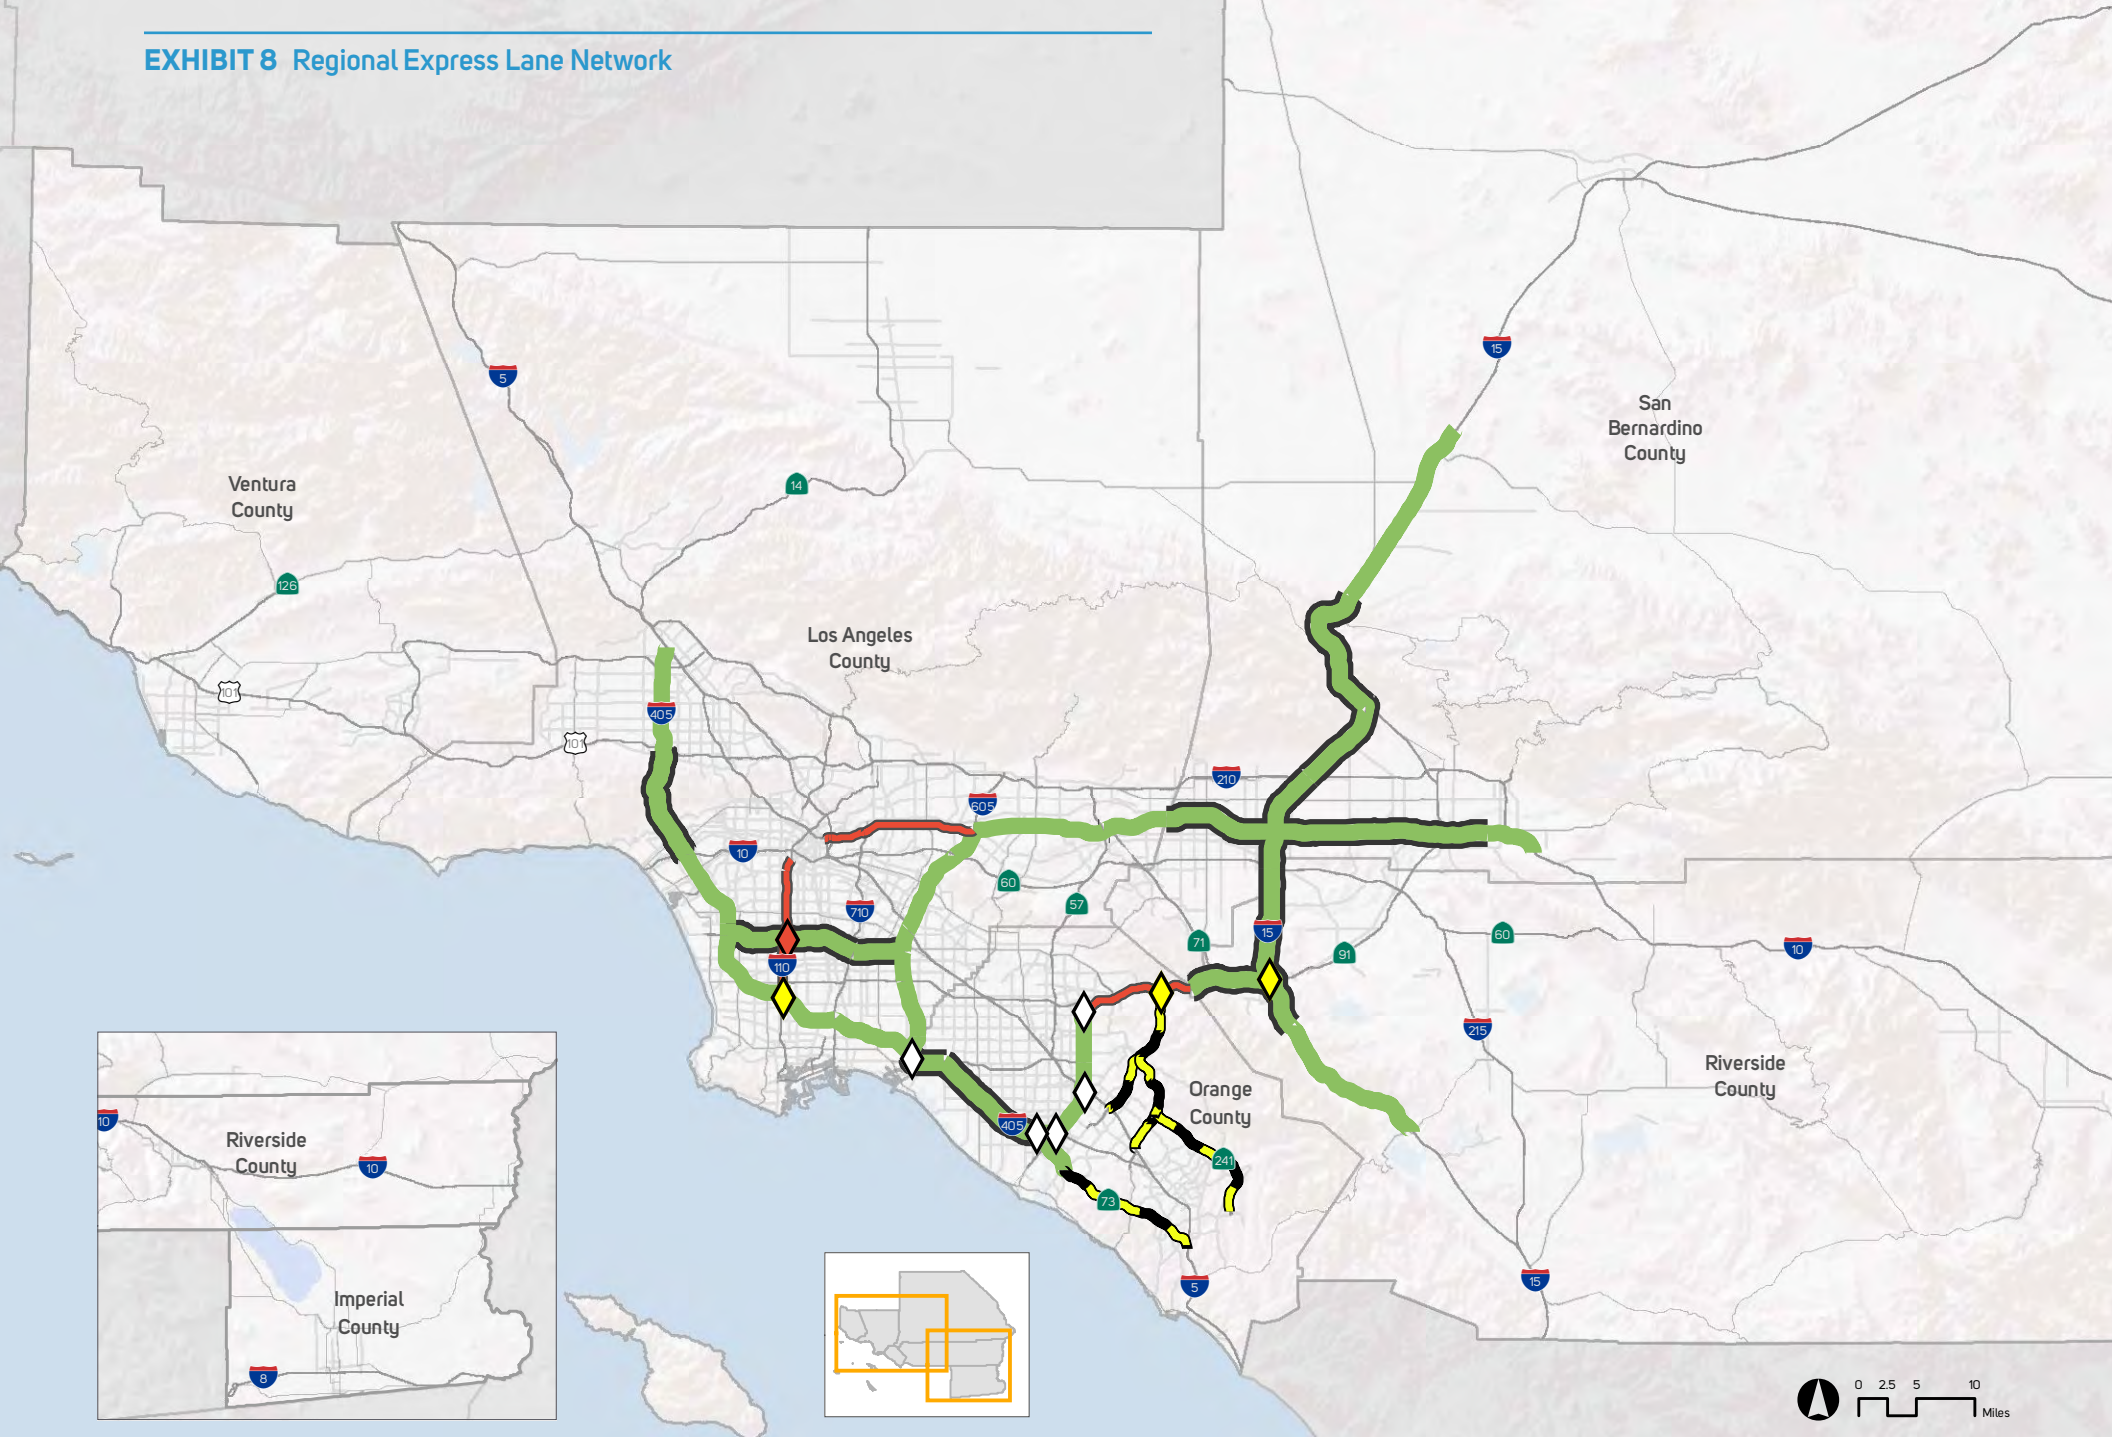 EXHIBIT 8 Regional Express Lane Network
15
5
San
Bernardino
County
Ventura
County
14
126
Los Angeles
County
101
405
101
210
605
10
60
57
710
71
15
91
60
10
110
215
Riverside
County
Orange
County
405
241
73
5
15
10
Riverside
County
10
Imperial
County
8
0 2.5 5 10
Miles